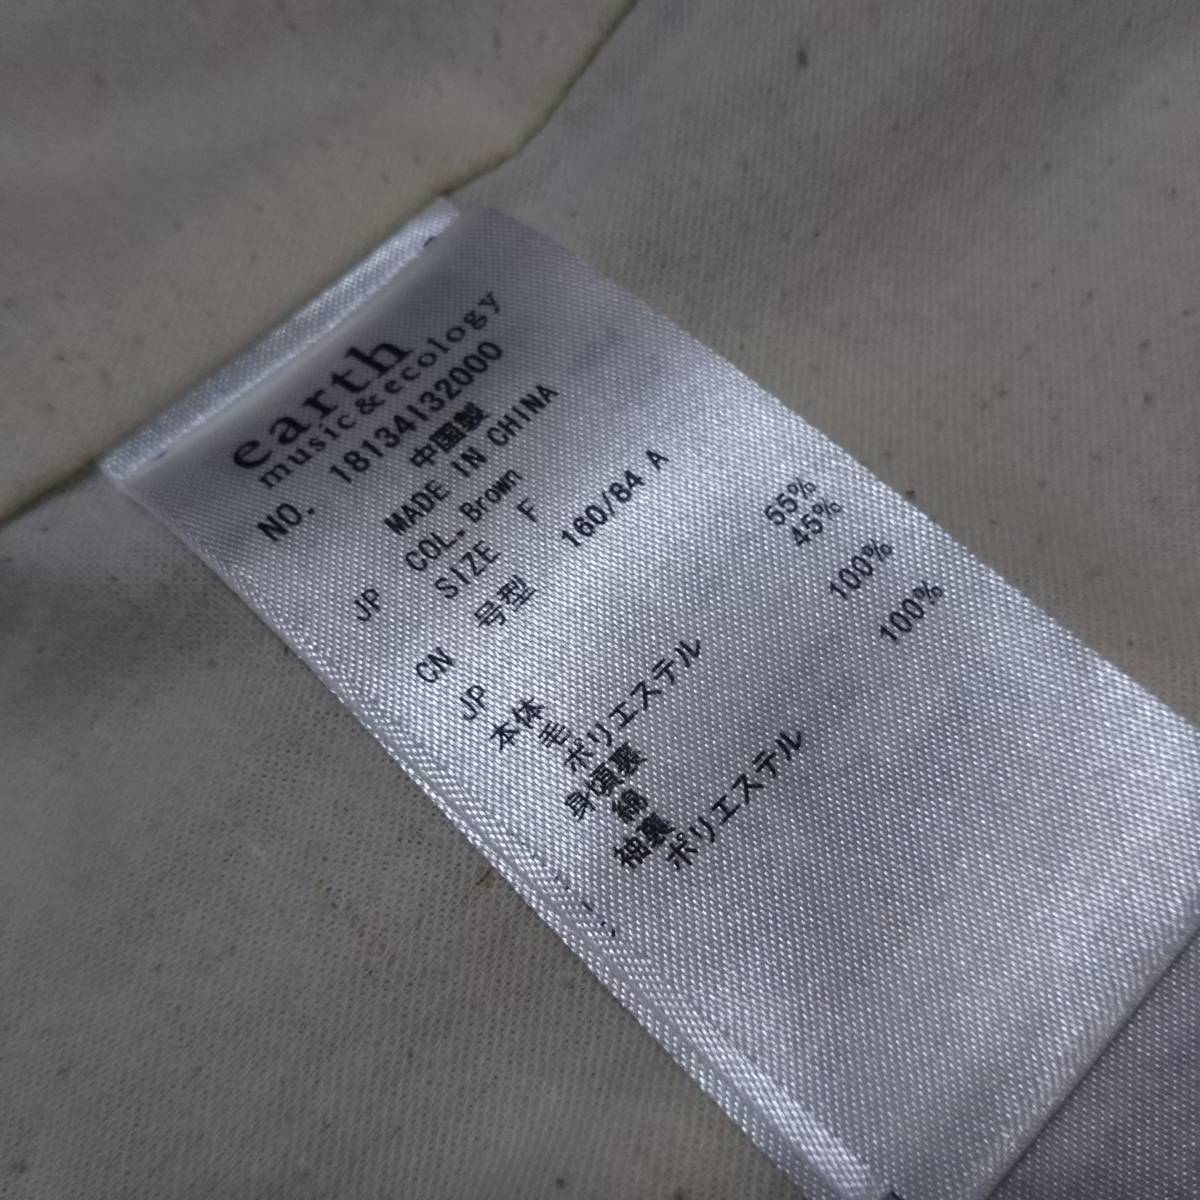 earth
music&ecology
NO. 18134132000
中国製
MADE IN CHINA
JP COL. Brown
SIZE F
号型 160/84 A
CN
JP
本体
毛 55%
ポリエステル 45%
身頃裏
綿 100%
袖裏
ポリエステル 100%